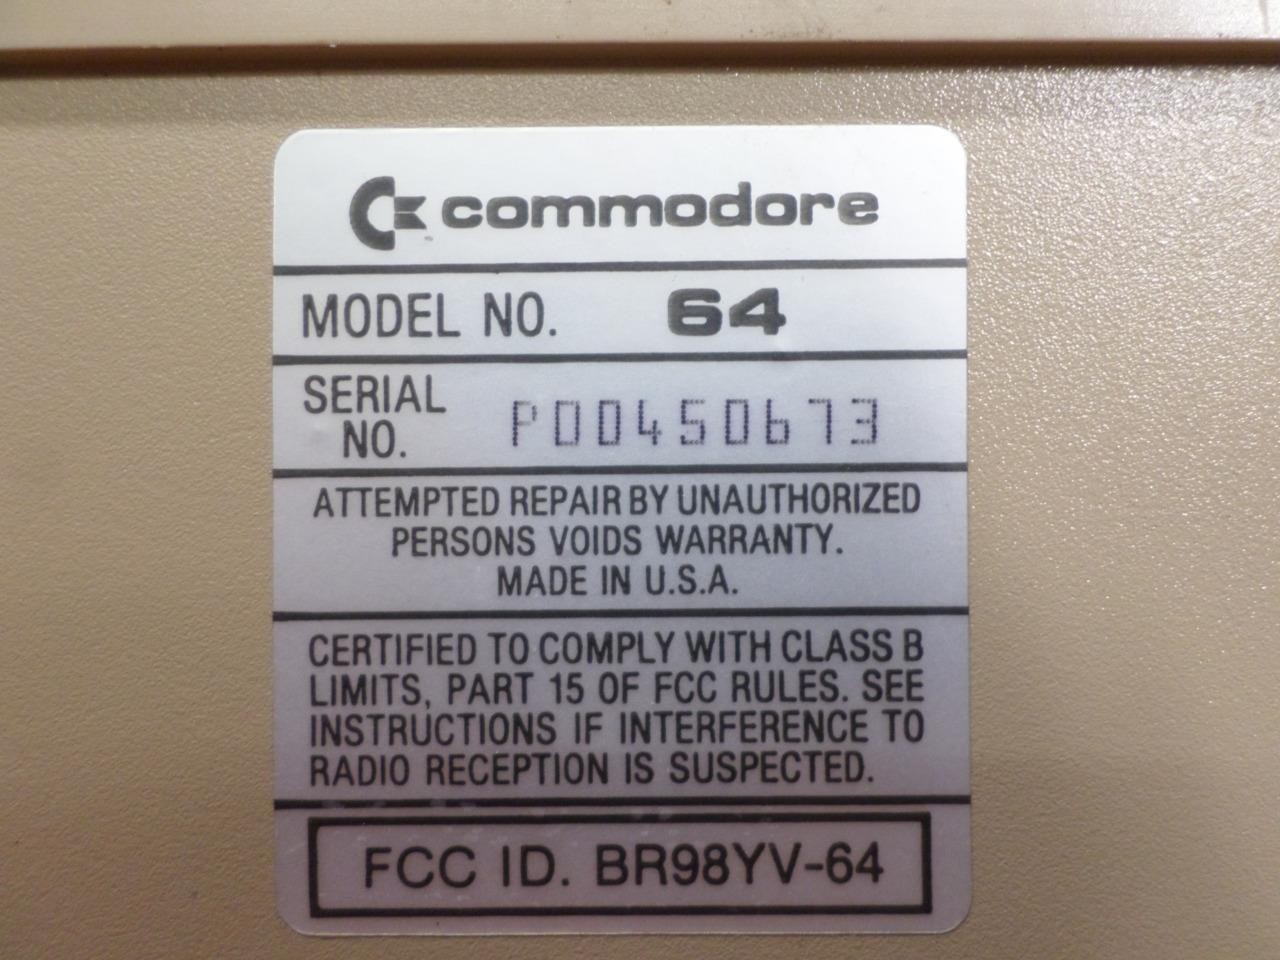 commodore
MODEL NO. 64
SERIAL NO. P00450673
ATTEMPTED REPAIR BY UNAUTHORIZED
PERSONS VOIDS WARRANTY.
MADE IN U.S.A.
CERTIFIED TO COMPLY WITH CLASS B
LIMITS, PART 15 OF FCC RULES. SEE
INSTRUCTIONS IF INTERFERENCE TO
RADIO RECEPTION IS SUSPECTED.
FCC ID. BR98YV-64